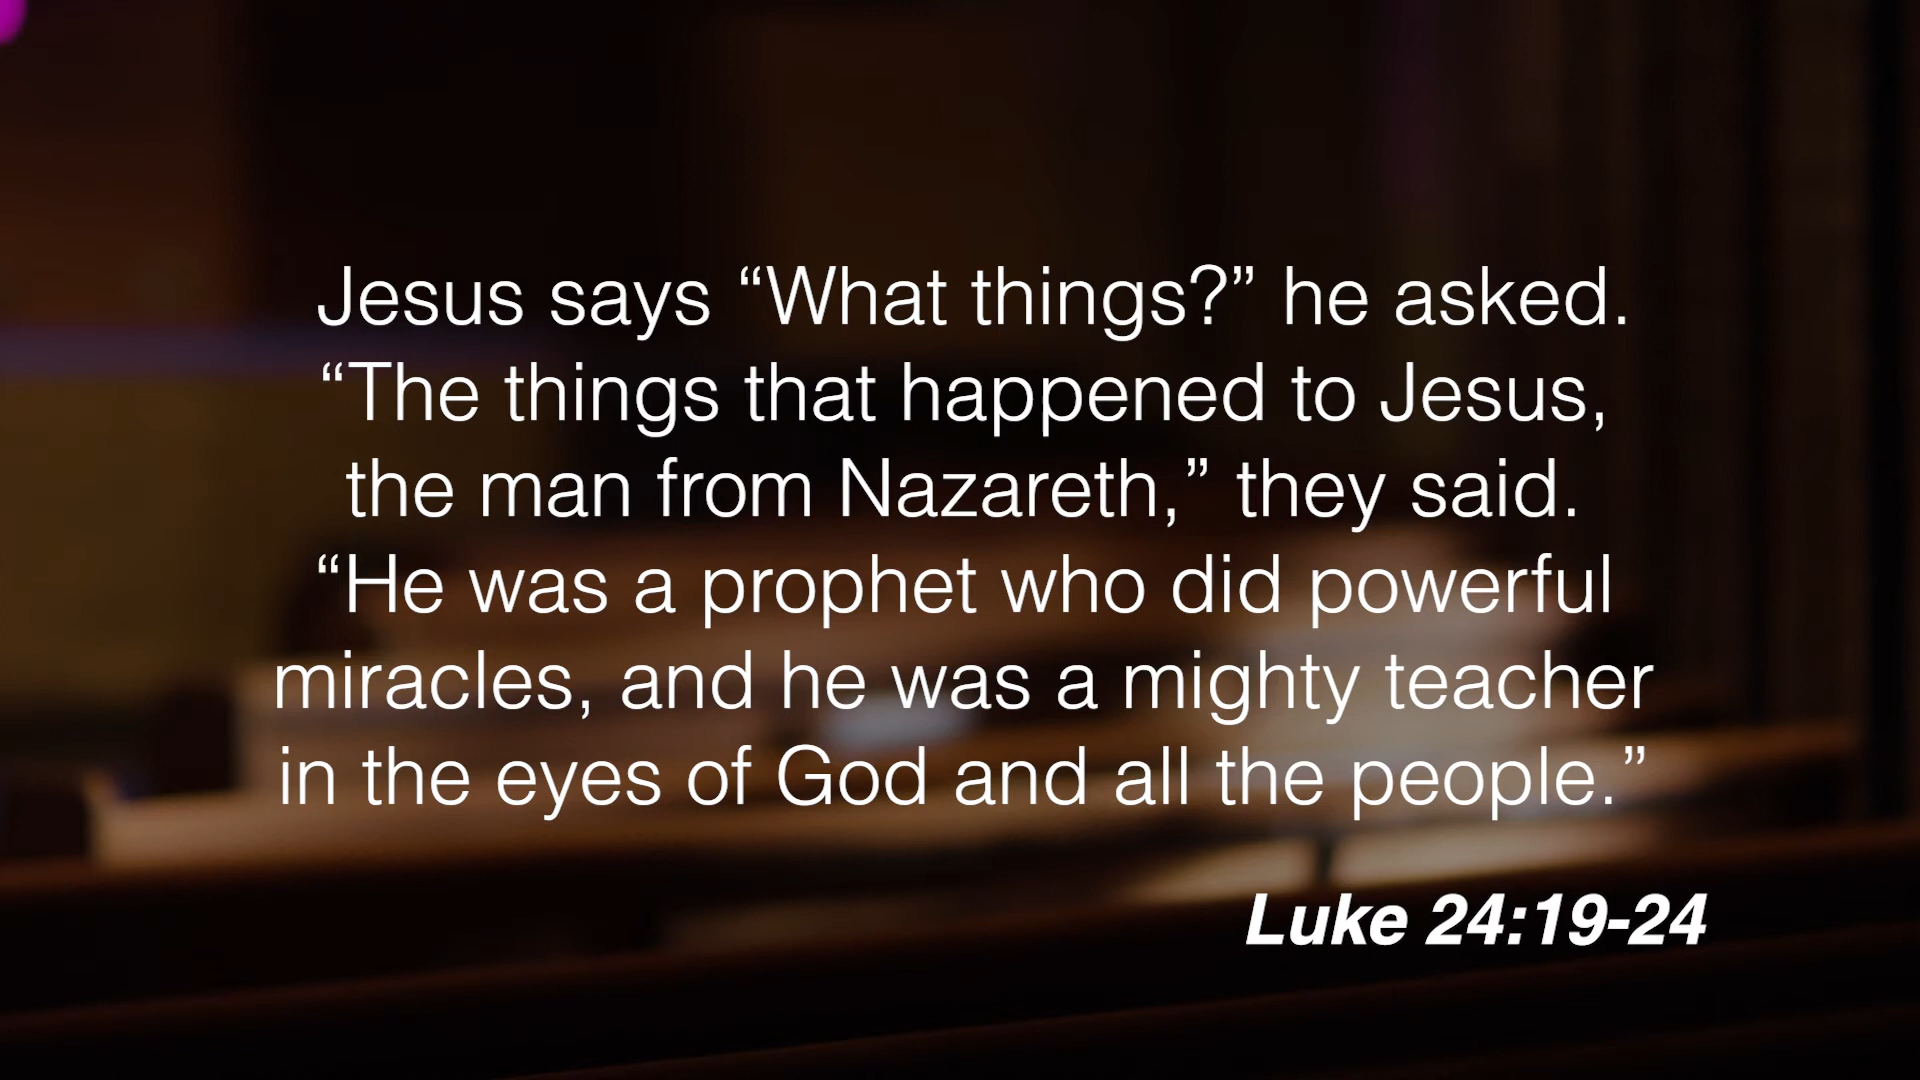 Jesus says “What things?” he asked.
“The things that happened to Jesus,
the man from Nazareth,” they said.
“He was a prophet who did powerful
miracles, and he was a mighty teacher
in the eyes of God and all the people.”
Luke 24:19-24